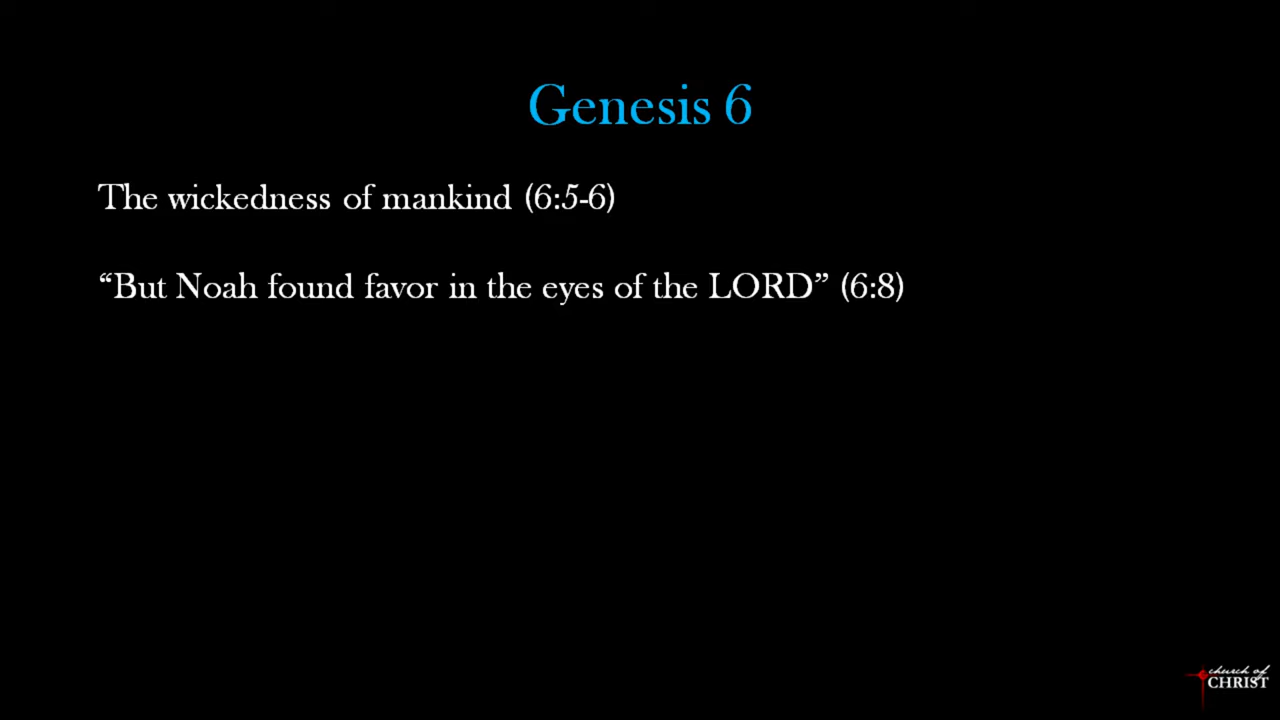 Genesis 6
The wickedness of mankind (6:5-6)
“But Noah found favor in the eyes of the LORD” (6:8)
church of
CHRIST